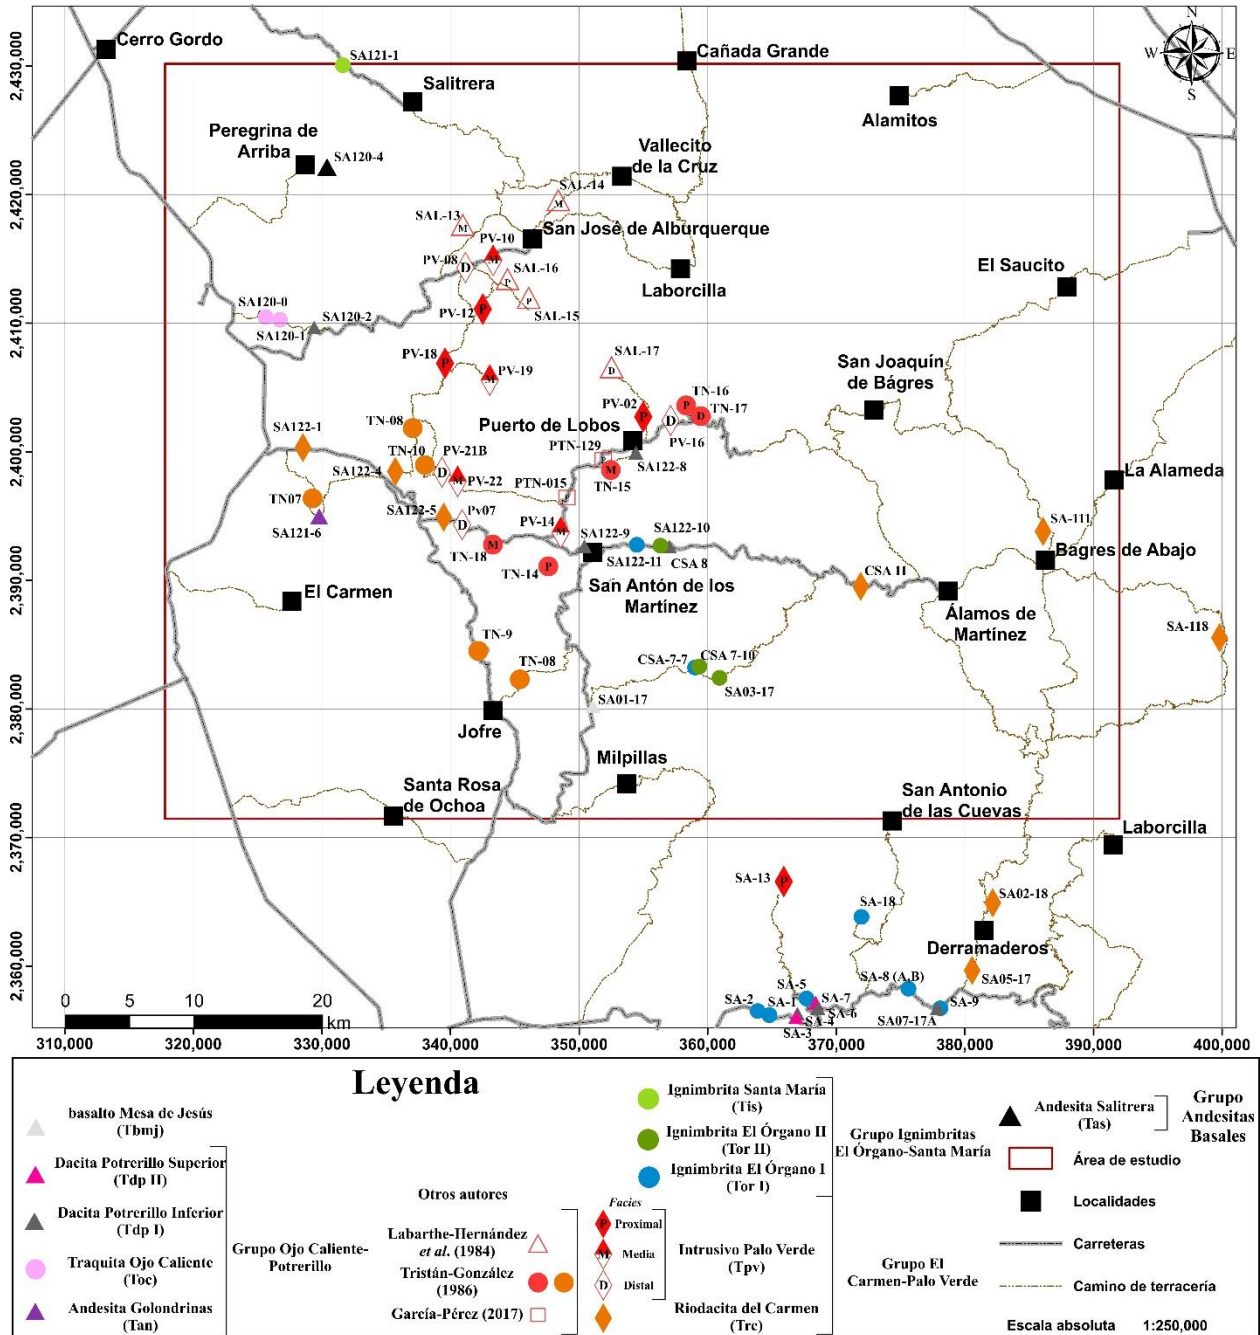 N
W
E
S
2,430,000
2,420,000
2,410,000
2,400,000
2,390,000
2,380,000
2,370,000
2,360,000
Cerro Gordo
SA121-1
Salitrera
Cañada Grande
Alamitos
Peregrina de
Arriba
SA120-4
Vallecito
de la Cruz
SAL-14
M
SAL-13
M
San José de Alburquerque
PV-10
M
PV-08
D
SAL-16
P
Laborcilla
El Saucito
SA120-0
SA120-1
SA120-2
PV-12
P
SAL-15
P
PV-18
P
PV-19
M
SAL-17
D
San Joaquín
de Bágres
TN-16
P
TN-17
D
PV-02
P
Puerto de Lobos
D
PV-16
TN-08
SA122-1
TN-10
PV-21B
D
PTN-129
P
SA122-8
M
TN-15
SA122-4
M
PV-22
PTN-015
P
La Alameda
TN07
SA121-6
SA122-5
Pv07
D
PV-14
M
SA122-9
SA122-10
SA-111
M
TN-18
SA122-11
CSA 8
Bagres de Abajo
P
TN-14
San Antón de los
Martínez
CSA 11
El Carmen
Álamos de
Martínez
SA-118
TN-9
TN-08
CSA-7-7
CSA 7-10
SA03-17
SA01-17
Jofre
Milpillas
Santa Rosa
de Ochoa
San Antonio
de las Cuevas
Laborcilla
SA-13
P
SA-18
SA02-18
Derramaderos
SA05-17
SA-8 (A,B)
SA-5
SA-2
SA-1
SA-7
SA-9
SA-6
SA-4
SA-3
SA07-17A
0 10 20
km
310,000 320,000 330,000 340,000 350,000 360,000 370,000 380,000 390,000 400,000
Leyenda
basalto Mesa de Jesús
(Tbmj)
Dacita Potrerillo Superior
(Tdp II)
Dacita Potrerillo Inferior
(Tdp I)
Traquita Ojo Caliente
(Toc)
Andesita Golondrinas
(Tan)
Grupo Ojo Caliente-
Potrerillo
Otros autores
Labarthe-Hernández
et al. (1984)
Tristán-González
(1986)
García-Pérez (2017)
Ignimbrita Santa María
(Tis)
Ignimbrita El Órgano II
(Tor II)
Ignimbrita El Órgano I
(Tor I)
Grupo Ignimbritas
El Órgano-Santa María
Facies
P Proximal
M Media
D Distal
Intrusivo Palo Verde
(Tpv)
Riodacita del Carmen
(Trc)
Grupo El
Carmen-Palo Verde
Andesita Salitrera
(Tas)
Grupo
Andesitas
Basales
Área de estudio
Localidades
Carreteras
Camino de terracería
Escala absoluta 1:250,000